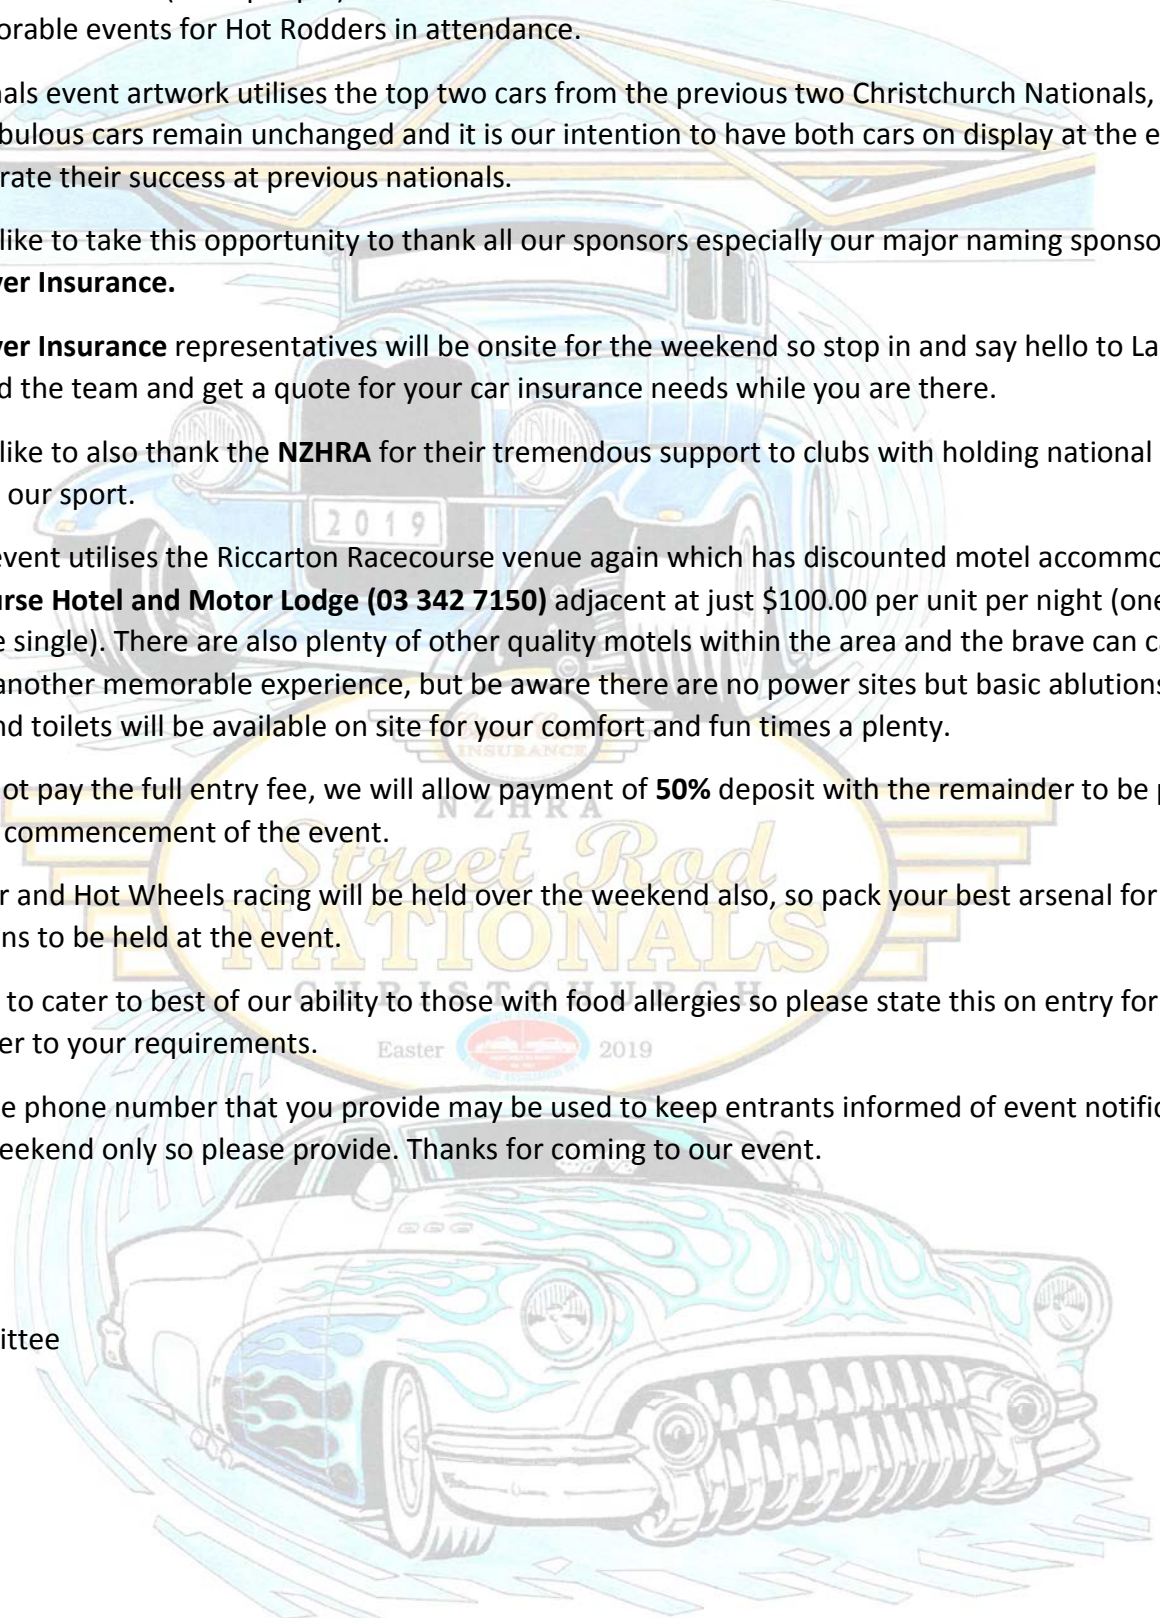 orable events for Hot Rodders in attendance.
nals event artwork utilises the top two cars from the previous two Christchurch Nationals,
bulous cars remain unchanged and it is our intention to have both cars on display at the e
rate their success at previous nationals.
like to take this opportunity to thank all our sponsors especially our major naming sponso
ver Insurance.
ver Insurance representatives will be onsite for the weekend so stop in and say hello to La
d the team and get a quote for your car insurance needs while you are there.
like to also thank the NZHRA for their tremendous support to clubs with holding national
our sport.
2019
event utilises the Riccarton Racecourse venue again which has discounted motel accommo
urse Hotel and Motor Lodge (03 342 7150) adjacent at just $100.00 per unit per night (one
e single). There are also plenty of other quality motels within the area and the brave can ca
another memorable experience, but be aware there are no power sites but basic ablutions
nd toilets will be available on site for your comfort and fun times a plenty.
INSURANCE
ot pay the full entry fee, we will allow payment of 50% deposit with the remainder to be p
NZHRA
commencement of the event.
Street Rod
r and Hot Wheels racing will be held over the weekend also, so pack your best arsenal for
NATIONALS
ns to be held at the event.
CHRISTCHURCH
to cater to best of our ability to those with food allergies so please state this on entry for
er to your requirements.
Easter 2019
e phone number that you provide may be used to keep entrants informed of event notific
eekend only so please provide. Thanks for coming to our event.
ittee